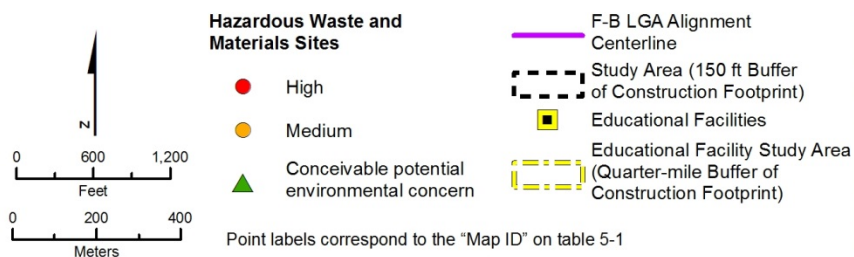 N
0 600 1,200
Feet
0 200 400
Meters
Hazardous Waste and
Materials Sites
High
Medium
Conceivable potential
environmental concern
F-B LGA Alignment
Centerline
Study Area (150 ft Buffer
of Construction Footprint)
Educational Facilities
Educational Facility Study Area
(Quarter-mile Buffer of
Construction Footprint)
Point labels correspond to the “Map ID” on table 5-1